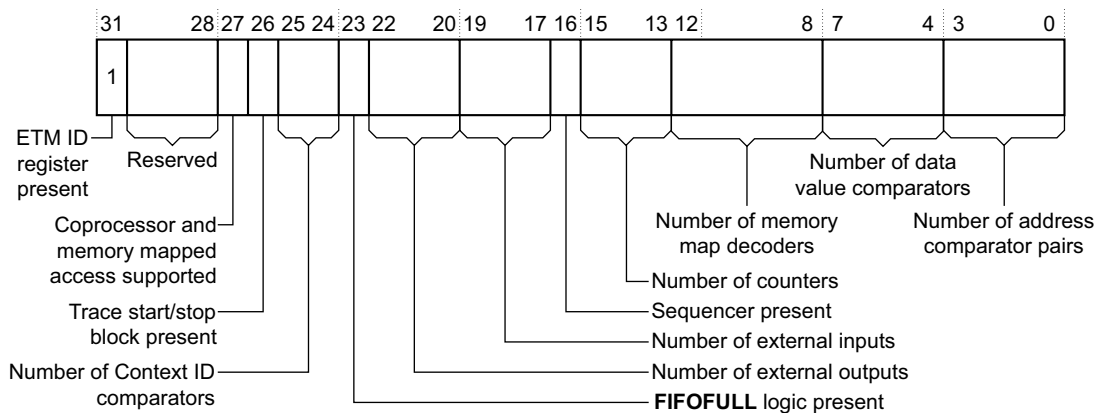 31 28 27 26 25 24 23 22 20 19 17 16 15 13 12 8 7 4 3 0
1
ETM ID
register
present
Reserved
Coprocessor and
memory mapped
access supported
Trace start/stop
block present
Number of Context ID
comparators
Number of data
value comparators
Number of memory
map decoders
Number of address
comparator pairs
Number of counters
Sequencer present
Number of external inputs
Number of external outputs
FIFOFULL logic present